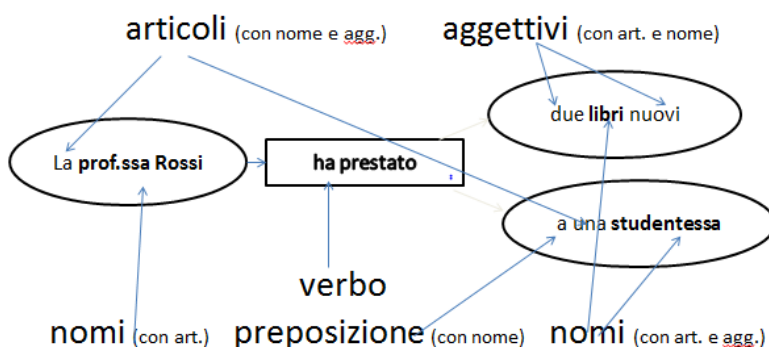 articoli (con nome e agg.)
aggettivi (con art. e nome)
due libri nuovi
La prof.ssa Rossi
ha prestato
a una studentessa
verbo
nomi (con art.)
preposizione (con nome)
nomi (con art. e agg.)